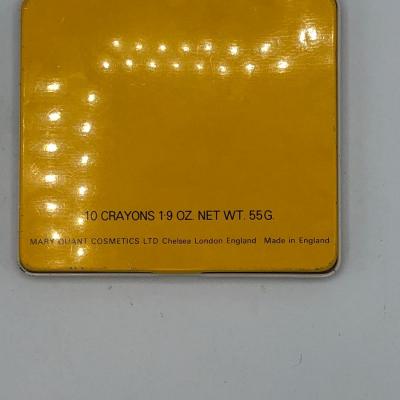 10 CRAYONS 1·9 OZ. NET WT. 55G.
MARY QUANT COSMETICS LTD Chelsea London England Made in England